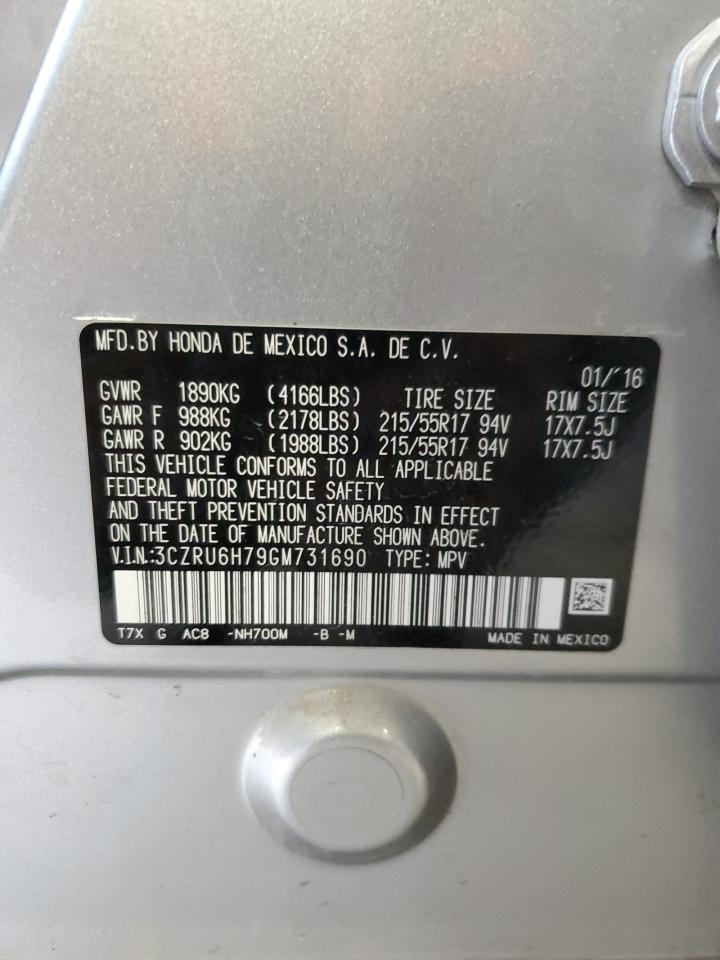 MFD.BY HONDA DE MEXICO S.A. DE C.V.
01/'16
GVWR 1890KG (4166LBS) TIRE SIZE RIM SIZE
GAWR F 988KG (2178LBS) 215/55R17 94V 17X7.5J
GAWR R 902KG (1988LBS) 215/55R17 94V 17X7.5J
THIS VEHICLE CONFORMS TO ALL APPLICABLE
FEDERAL MOTOR VEHICLE SAFETY
AND THEFT PREVENTION STANDARDS IN EFFECT
ON THE DATE OF MANUFACTURE SHOWN ABOVE.
V.I.N.:3CZRU6H79GM731690 TYPE: MPV
T7X G AC8 -NH700M -B -M MADE IN MEXICO